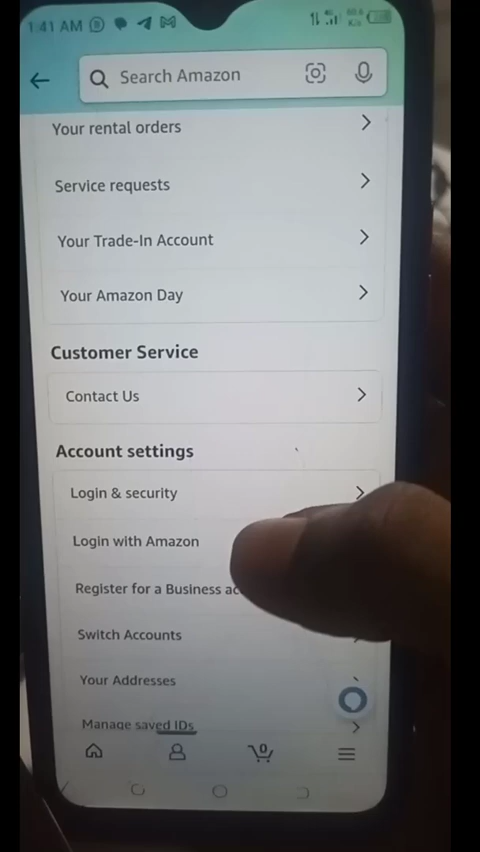 1:41 AM
Search Amazon
Your rental orders
Service requests
Your Trade-In Account
Your Amazon Day
Customer Service
Contact Us
Account settings
Login & security
Login with Amazon
Register for a Business
Switch Accounts
Your Addresses
Manage saved IDs
0